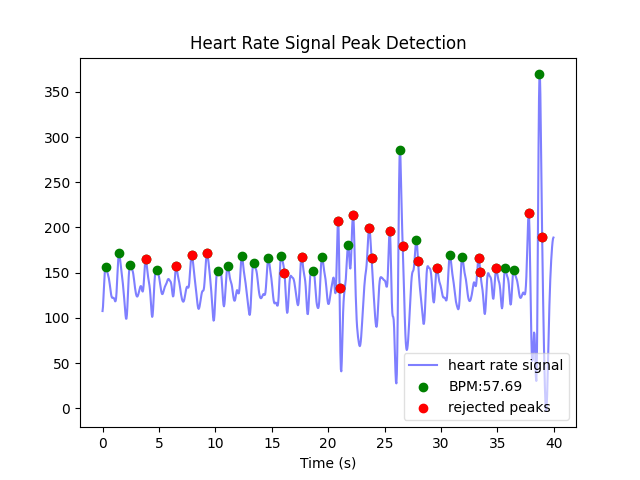 Heart Rate Signal Peak Detection
350
300
250
200
150
100
50
0
heart rate signal
BPM:57.69
rejected peaks
0 5 10 15 20 25 30 35 40
Time (s)